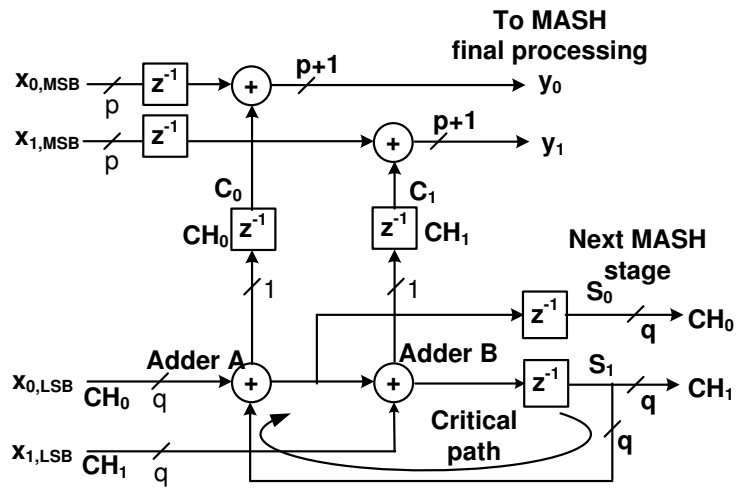 To MASH
final processing
x0,MSB
p
z-1
+
p+1
y0
x1,MSB
p
z-1
+
p+1
y1
C0
C1
CH0
z-1
z-1
CH1
Next MASH
stage
1
1
z-1
S0
q
CH0
Adder A
Adder B
x0,LSB
CH0
q
+
+
z-1
S1
q
CH1
Critical
path
q
x1,LSB
CH1
q